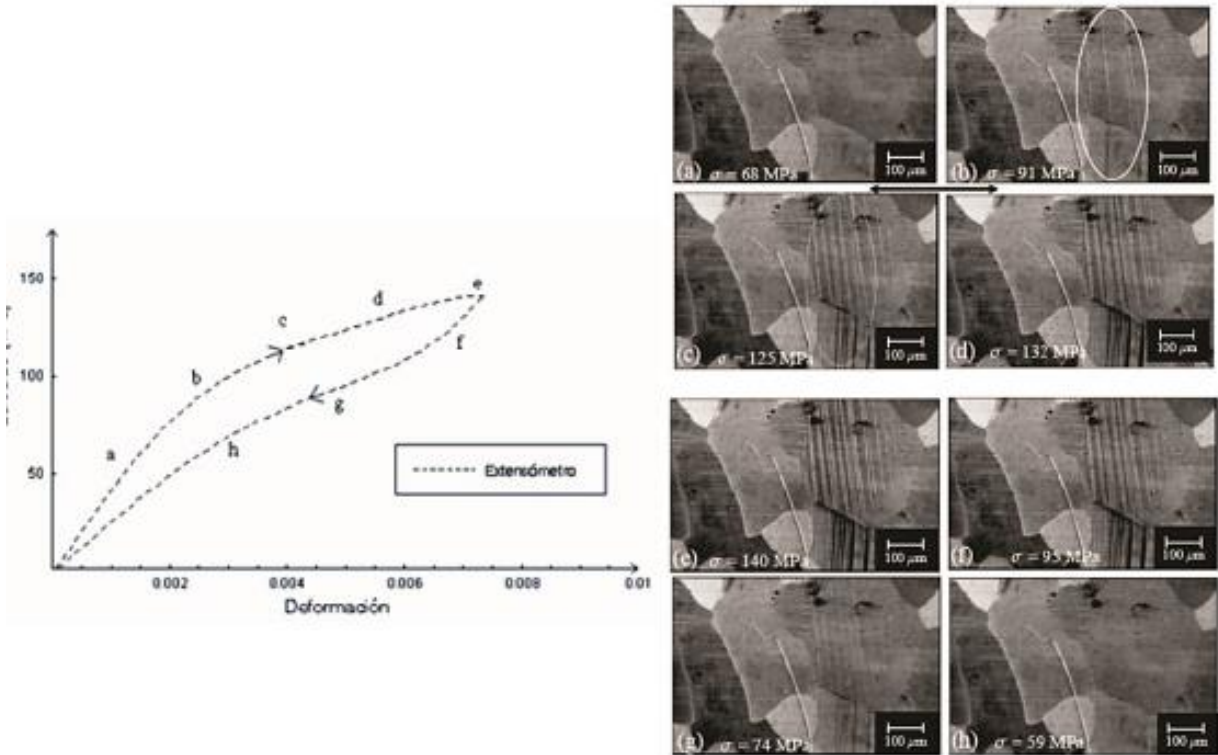 150
100
50
a
b
c
d
e
f
g
h
Extensómetro
0.002
0.004
0.006
0.008
0.01
Deformación
(a) σ = 68 MPa
100 μm
(b) σ = 91 MPa
100 μm
(c) σ = 125 MPa
100 μm
(d) σ = 132 MPa
100 μm
(e) σ = 140 MPa
100 μm
(f) σ = 95 MPa
100 μm
(g) σ = 74 MPa
100 μm
(h) σ = 59 MPa
100 μm